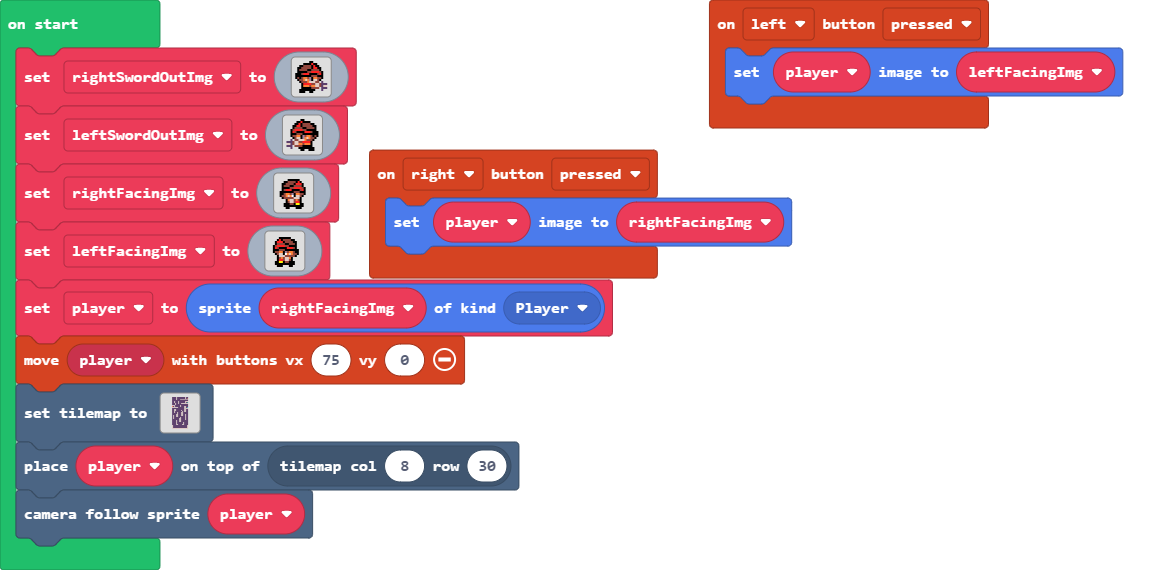 on start
set rightSwordOutImg to
set leftSwordOutImg to
set rightFacingImg to
set leftFacingImg to
set player to sprite rightFacingImg of kind Player
move player with buttons vx 75 vy 0
set tilemap to
place player on top of tilemap col 8 row 30
camera follow sprite player
on right button pressed
set player image to rightFacingImg
on left button pressed
set player image to leftFacingImg